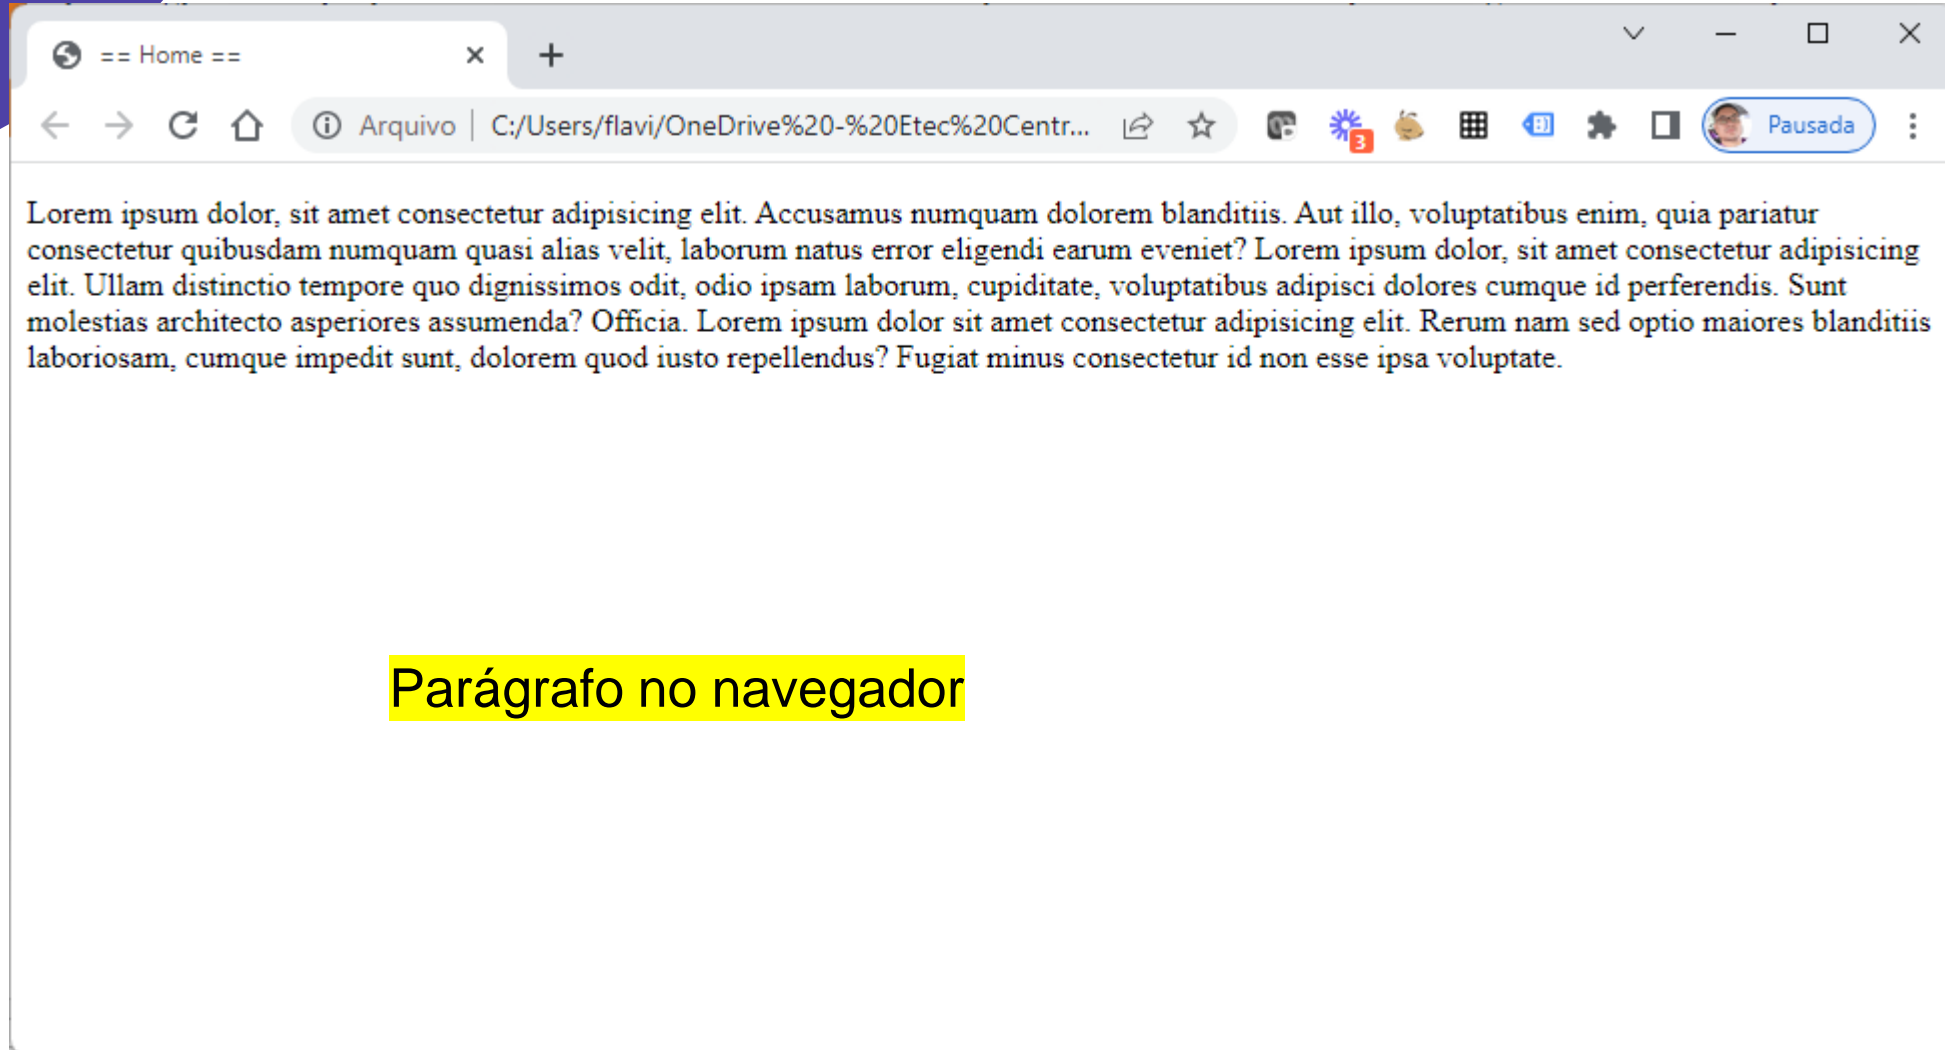 == Home ==
Arquivo C:/Users/flavi/OneDrive%20-%20Etec%20Centr...
3
Pausada
Lorem ipsum dolor, sit amet consectetur adipisicing elit. Accusamus numquam dolorem blanditiis. Aut illo, voluptatibus enim, quia pariatur
consectetur quibusdam numquam quasi alias velit, laborum natus error eligendi earum eveniet? Lorem ipsum dolor, sit amet consectetur adipisicing
elit. Ullam distinctio tempore quo dignissimos odit, odio ipsam laborum, cupiditate, voluptatibus adipisci dolores cumque id perferendis. Sunt
molestias architecto asperiores assumenda? Officia. Lorem ipsum dolor sit amet consectetur adipisicing elit. Rerum nam sed optio maiores blanditiis
laboriosam, cumque impedit sunt, dolorem quod iusto repellendus? Fugiat minus consectetur id non esse ipsa voluptate.
Parágrafo no navegador